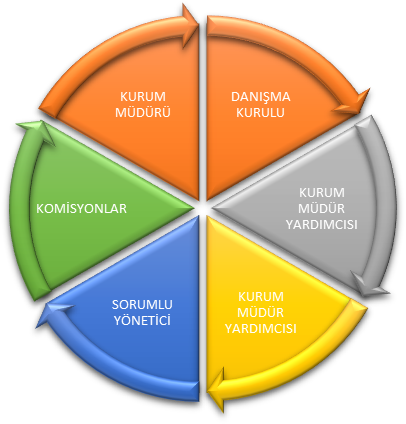 KURUM
MÜDÜRÜ
DANIŞMA
KURULU
KURUM
MÜDÜR
YARDIMCISI
KURUM
MÜDÜR
YARDIMCISI
SORUMLU
YÖNETİCİ
KOMİSYONLAR